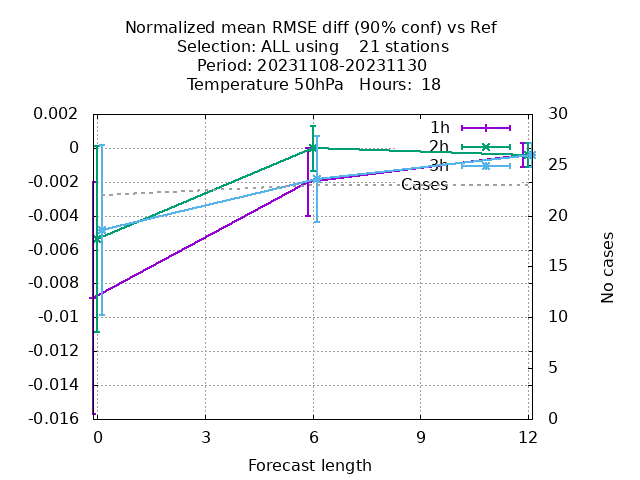 Normalized mean RMSE diff (90% conf) vs Ref
Selection: ALL using    21 stations
Period: 20231108-20231130
Temperature 50hPa   Hours:  18
0.002
0
-0.002
-0.004
-0.006
-0.008
-0.01
-0.012
-0.014
-0.016
1h
2h
3h
Cases
30
25
20
15
10
5
0
No cases
0 3 6 9 12
Forecast length